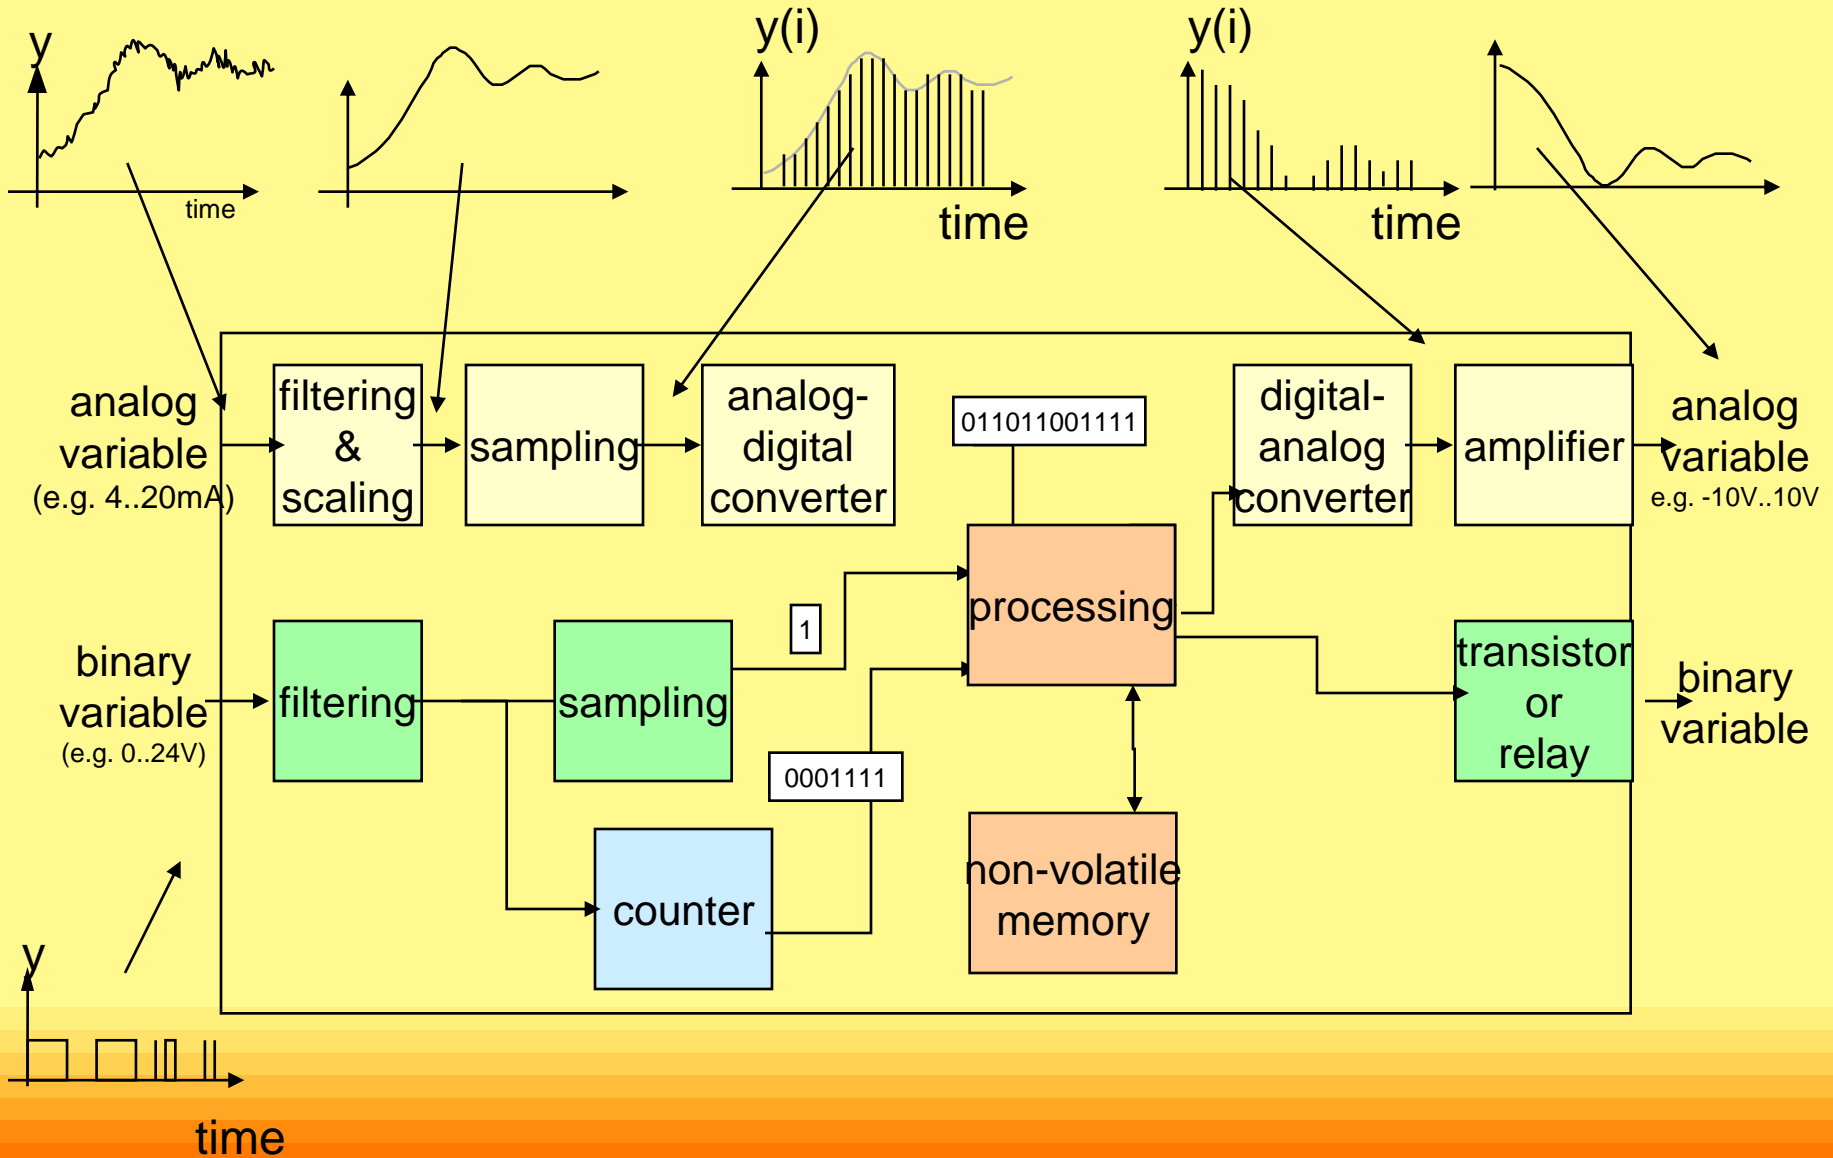 y
time
y(i)
time
y(i)
time
analog
variable
(e.g. 4..20mA)
filtering
&
scaling
sampling
analog-
digital
converter
011011001111
digital-
analog
converter
amplifier
analog
variable
e.g. -10V..10V
binary
variable
(e.g. 0..24V)
filtering
sampling
1
processing
transistor
or
relay
binary
variable
0001111
counter
non-volatile
memory
y
time